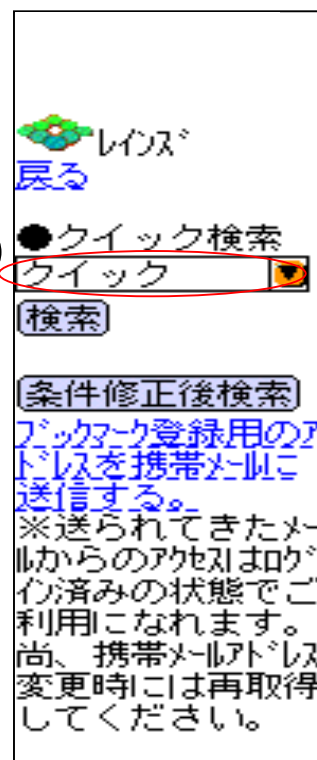 ﾚｲﾝｽﾞ
戻る
●クイック検索
クイック ▼
検索
条件修正後検索
ﾌﾞｯｸﾏｰｸ登録用のｱ
ﾄﾞﾚｽを携帯ﾒｰﾙに
送信する。
※送られてきたﾒｰ
ﾙからのｱｸｾｽはﾛｸﾞ
ｲﾝ済みの状態でご
利用になれます。
尚、携帯ﾒｰﾙｱﾄﾞﾚｽ
変更時には再取得
してください。